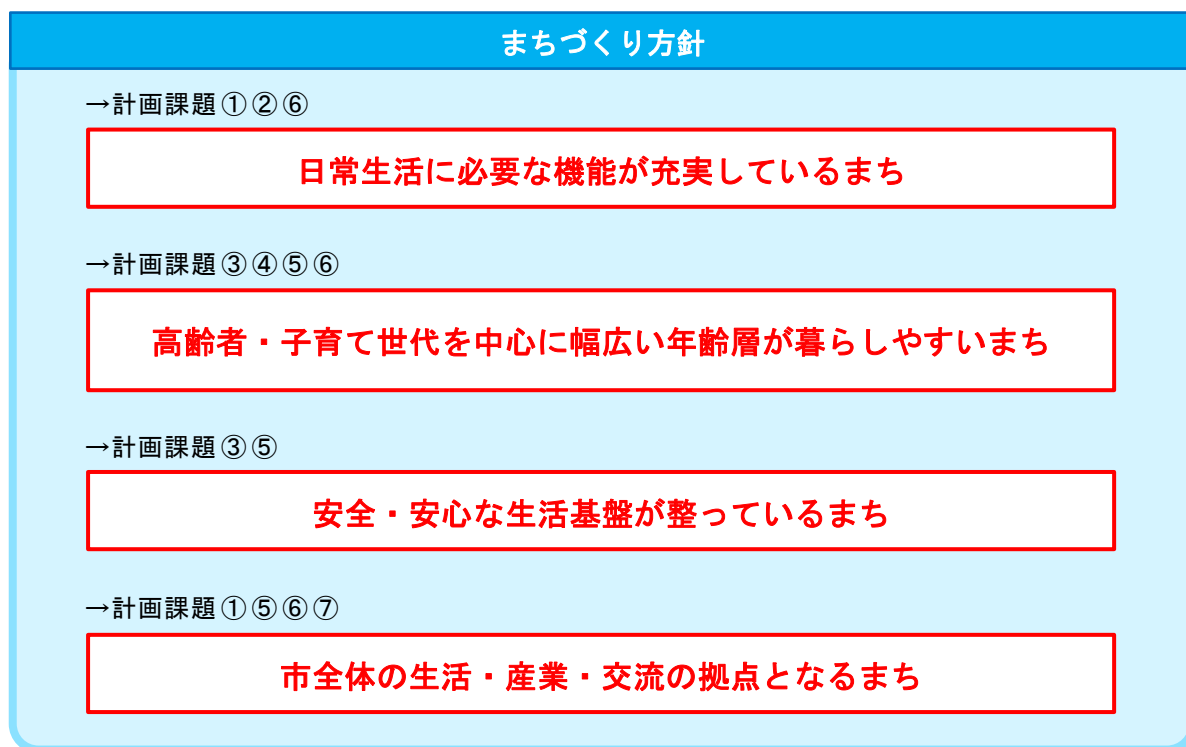 まちづくり方針
→計画課題①②⑥
日常生活に必要な機能が充実しているまち
→計画課題③④⑤⑥
高齢者・子育て世代を中心に幅広い年齢層が暮らしやすいまち
→計画課題③⑤
安全・安心な生活基盤が整っているまち
→計画課題①⑤⑥⑦
市全体の生活・産業・交流の拠点となるまち